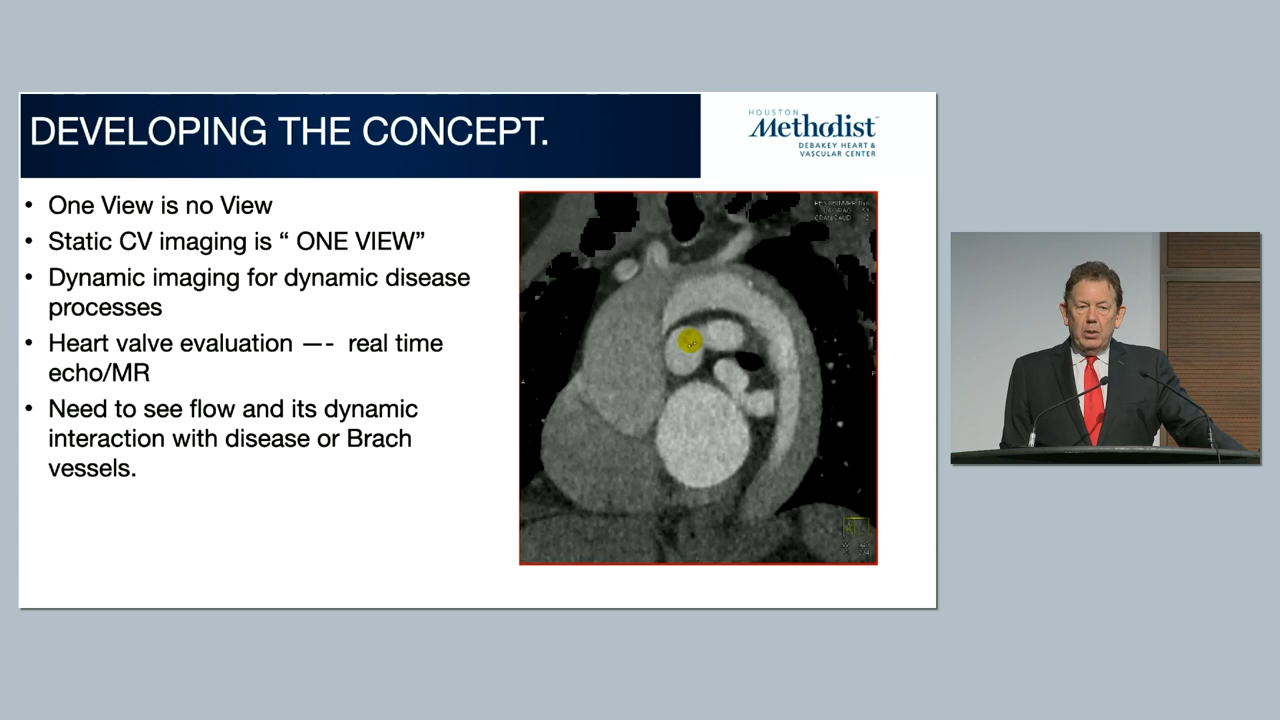 DEVELOPING THE CONCEPT.
HOUSTON
Methodist
DEBAKEY HEART &
VASCULAR CENTER
• One View is no View
• Static CV imaging is “ ONE VIEW”
• Dynamic imaging for dynamic disease
processes
• Heart valve evaluation —- real time
echo/MR
• Need to see flow and its dynamic
interaction with disease or Brach
vessels.